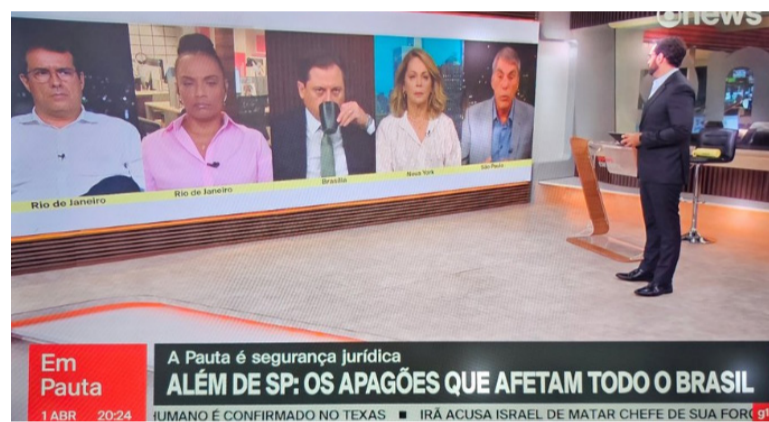 news
Rio de Janeiro
Rio de Janeiro
Brasília
Nova York
São Paulo
Em
Pauta
1 ABR 20:24
A Pauta é segurança jurídica
ALÉM DE SP: OS APAGÕES QUE AFETAM TODO O BRASIL
UMANO É CONFIRMADO NO TEXAS ■ IRÃ ACUSA ISRAEL DE MATAR CHEFE DE SUA FORÇ
g1